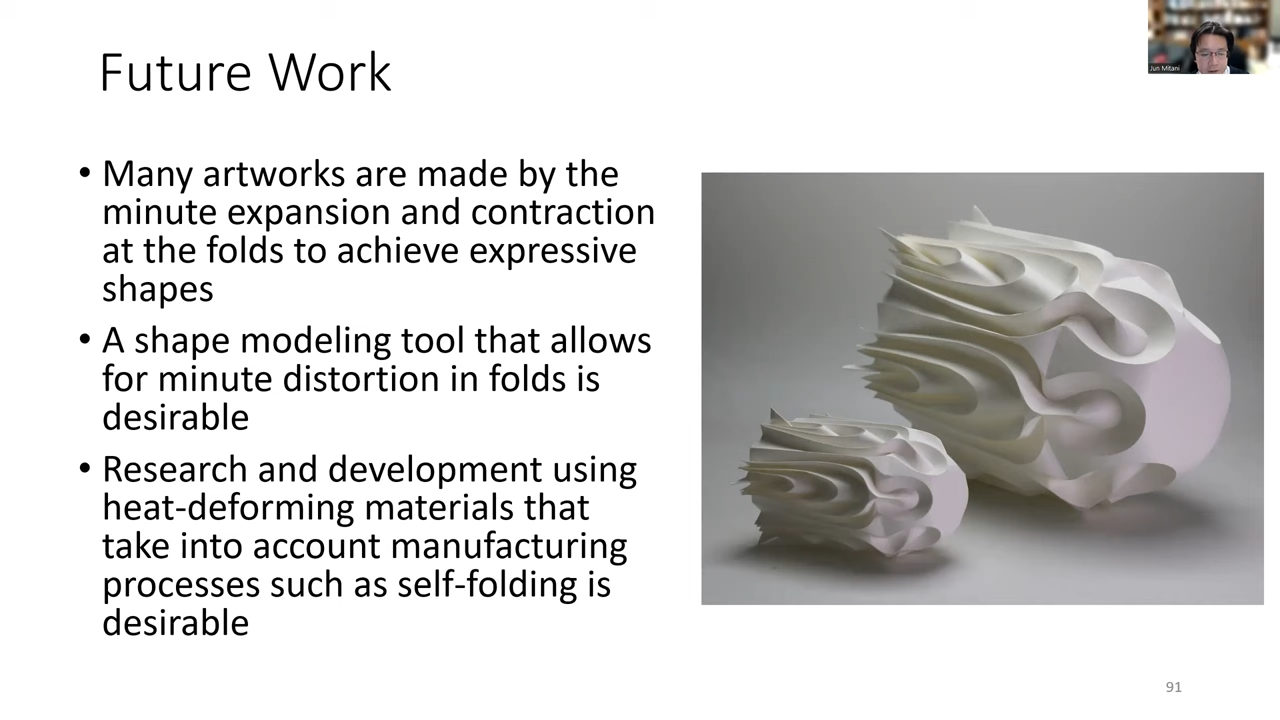 Future Work
Jun Mitani
• Many artworks are made by the
minute expansion and contraction
at the folds to achieve expressive
shapes
• A shape modeling tool that allows
for minute distortion in folds is
desirable
• Research and development using
heat-deforming materials that
take into account manufacturing
processes such as self-folding is
desirable
91